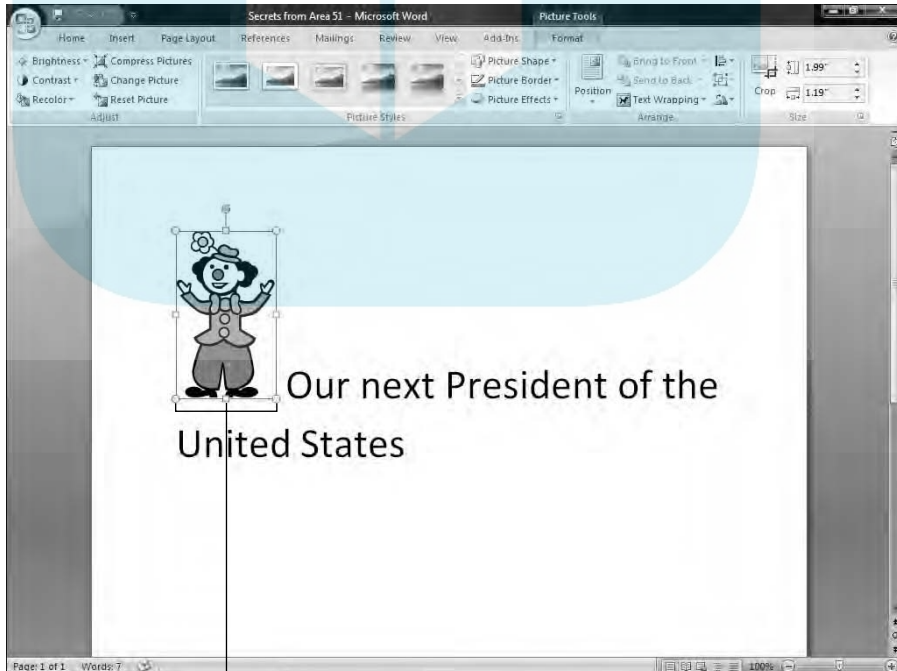 Secrets from Area 51 - Microsoft Word
Picture Tools
Home Insert Page Layout References Mailings Review View Add-Ins Format
Brightness Compress Pictures Picture Shape Bring to Front 1.99"
Contrast Change Picture Picture Border Send to Back
Recolor Reset Picture Picture Effects Position Text Wrapping Crop 1.19"
Adjust Picture Styles Arrange Size
Our next President of the
United States
Page: 1 of 1 Words: 7 100%